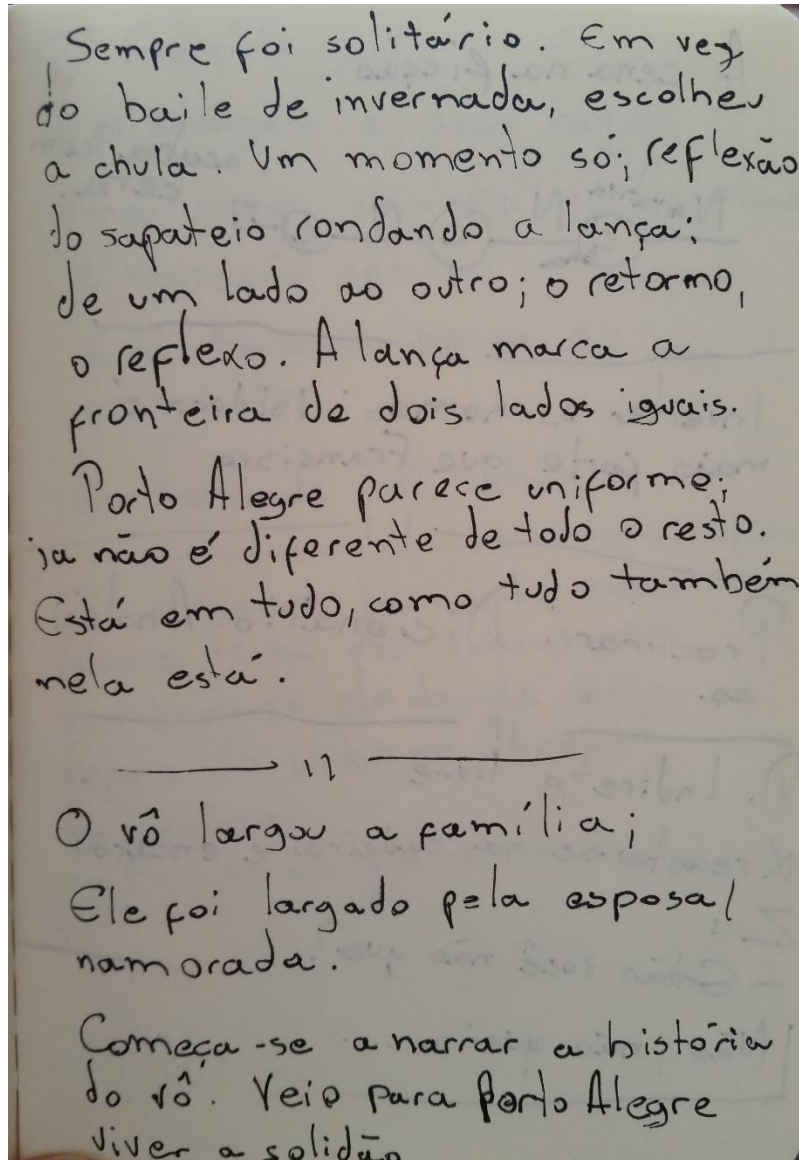 Sempre foi solitário. Em vez
do baile de invernada, escolheu
a chula. Um momento só; reflexão
do sapateio rondando a lança:
de um lado ao outro; o retorno,
o reflexo. A lança marca a
fronteira de dois lados iguais.
Porto Alegre parece uniforme;
ja não é diferente de todo o resto.
Está em tudo, como tudo também
nela está.
O vô largou a família;
Ele foi largado pela esposa/
namorada.
Começa-se a narrar a história
do vô. Veio para Porto Alegre
viver a solidão